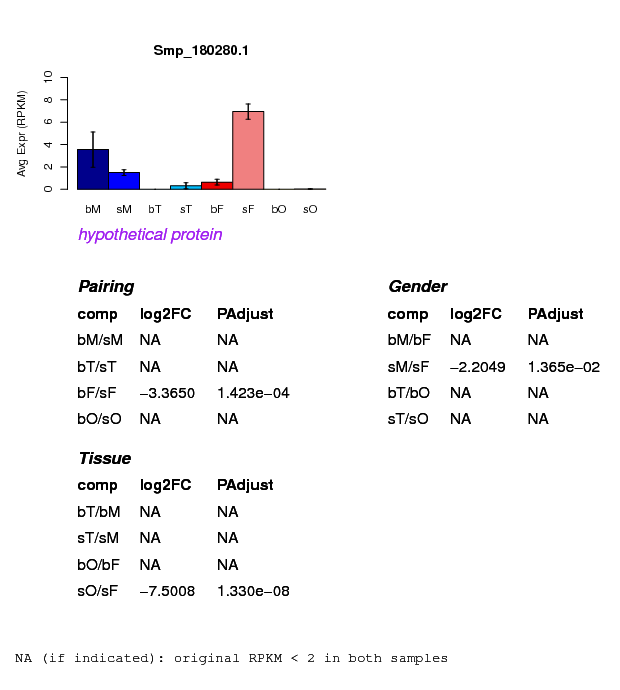 Smp_180280.1
Avg Expr (RPKM)
0 2 4 6 8 10
bM sM bT sT bF sF bO sO
hypothetical protein
Pairing
comp log2FC PAdjust
bM/sM NA NA
bT/sT NA NA
bF/sF −3.3650 1.423e−04
bO/sO NA NA
Gender
comp log2FC PAdjust
bM/bF NA NA
sM/sF −2.2049 1.365e−02
bT/bO NA NA
sT/sO NA NA
Tissue
comp log2FC PAdjust
bT/bM NA NA
sT/sM NA NA
bO/bF NA NA
sO/sF −7.5008 1.330e−08
NA (if indicated): original RPKM < 2 in both samples